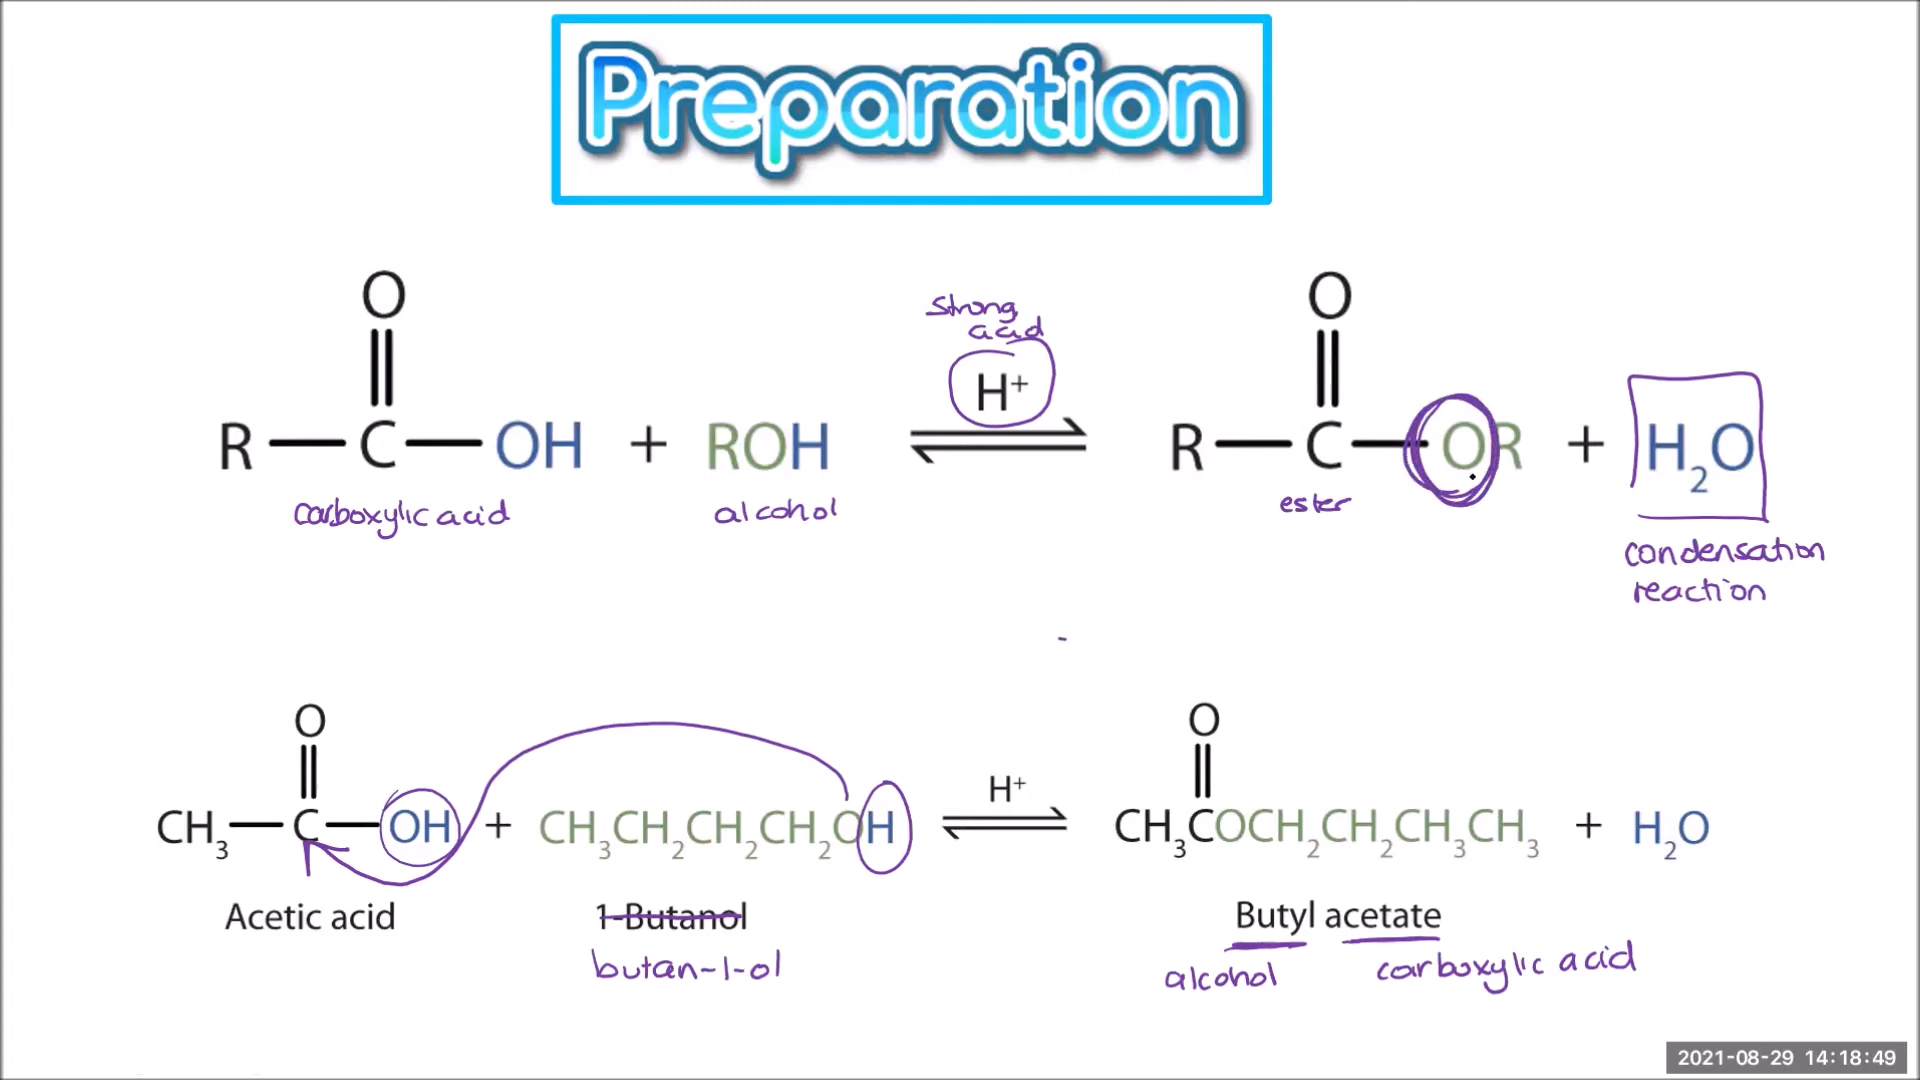 Preparation
O
strong
acid
H⁺
O
R — C — OH + ROH ⇌ R — C — OR + H₂O
carboxylic acid
alcohol
ester
condensation
reaction
O
O
H⁺
CH₃ — C — OH + CH₃CH₂CH₂CH₂OH ⇌ CH₃COCH₂CH₂CH₃CH₃ + H₂O
Acetic acid
1-Butanol
Butyl acetate
butan-1-ol
alcohol
carboxylic acid
2021-08-29 14:18:49